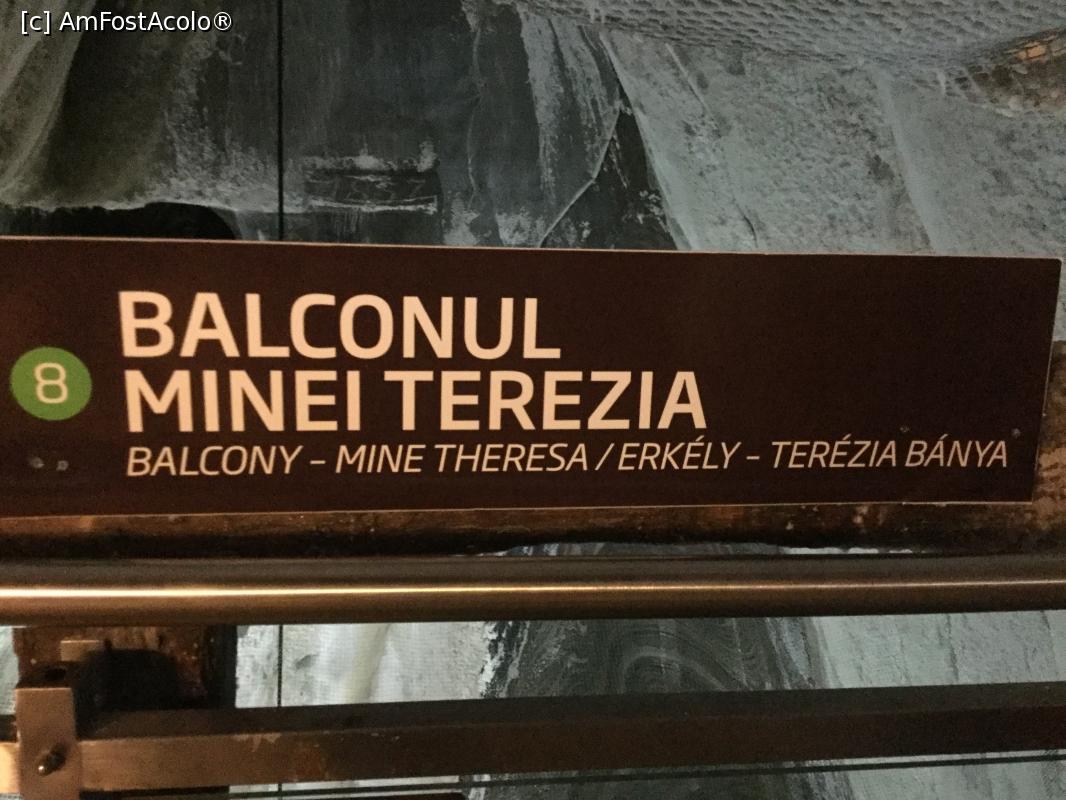 [c] AmFostAcolo®
BALCONUL
8
MINEI TEREZIA
BALCONY – MINE THERESA / ERKÉLY – TERÉZIA BÁNYA